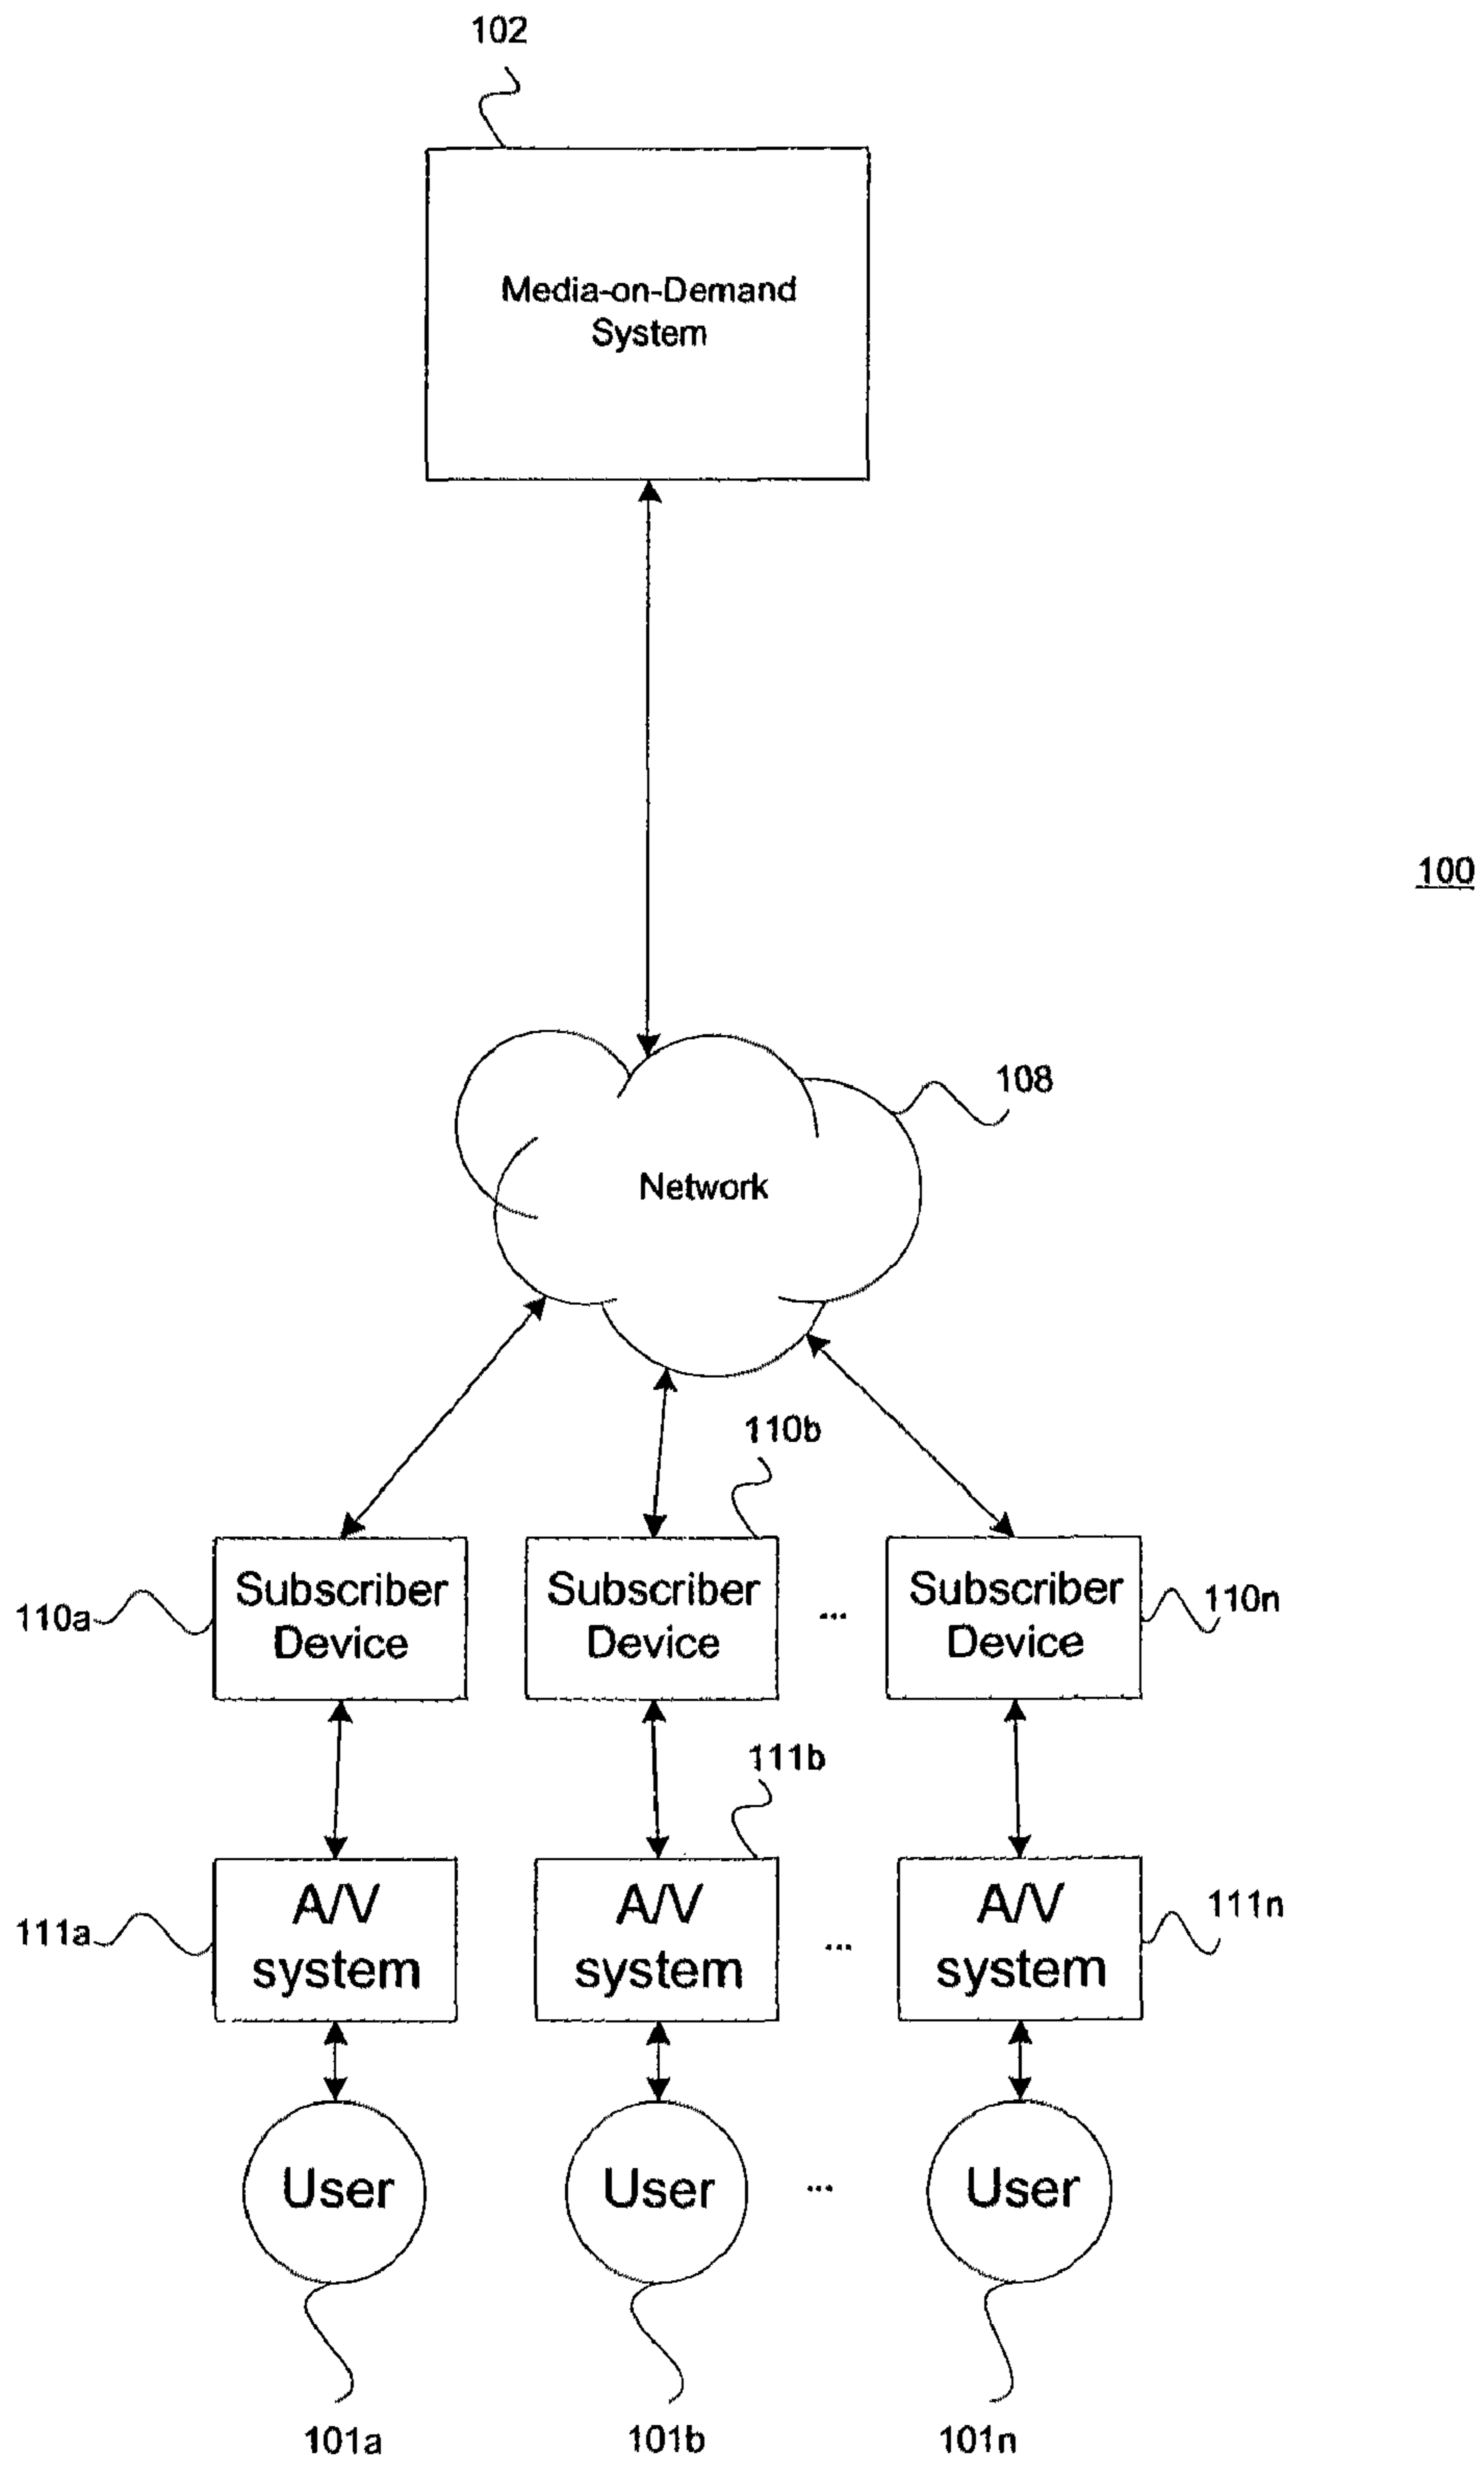 102
Media-on-Demand
System
100
108
Network
110b
Subscriber
Device
Subscriber
Device
...
Subscriber
Device
110a
110n
111b
A/V
system
A/V
system
...
A/V
system
111a
111n
User
User
...
User
101a
101b
101n